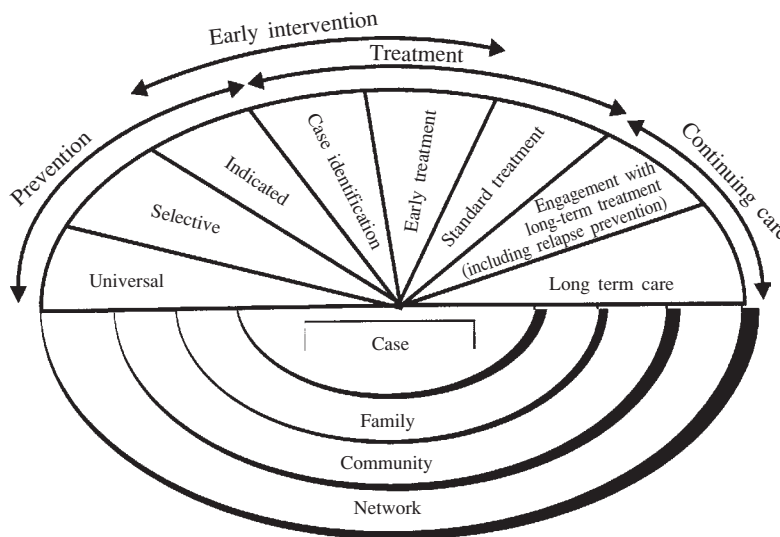 Early intervention
Treatment
Prevention
Continuing care
Universal
Selective
Indicated
Case identification
Early treatment
Standard treatment
Engagement with
long-term treatment
(including relapse prevention)
Long term care
Case
Family
Community
Network